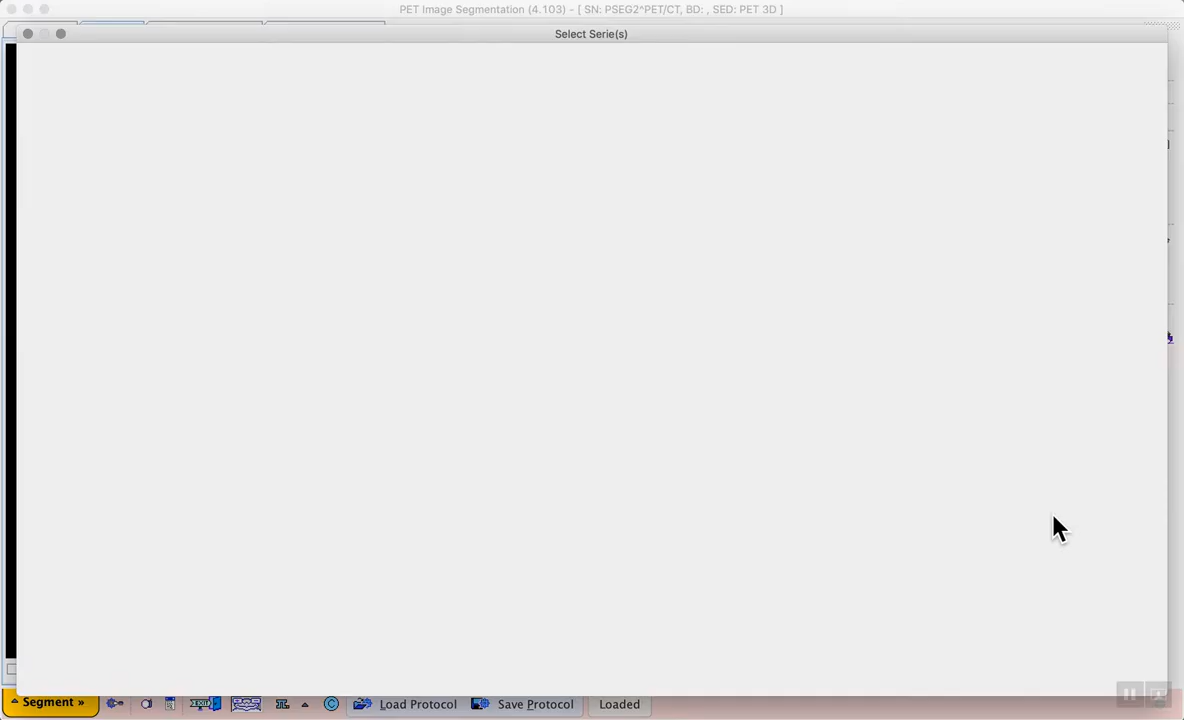 PET Image Segmentation (4.103) - [ SN: PSEG2^PET/CT, BD: , SED: PET 3D ]
Select Serie(s)
Segment »
EXIT
Load Protocol
Save Protocol
Loaded